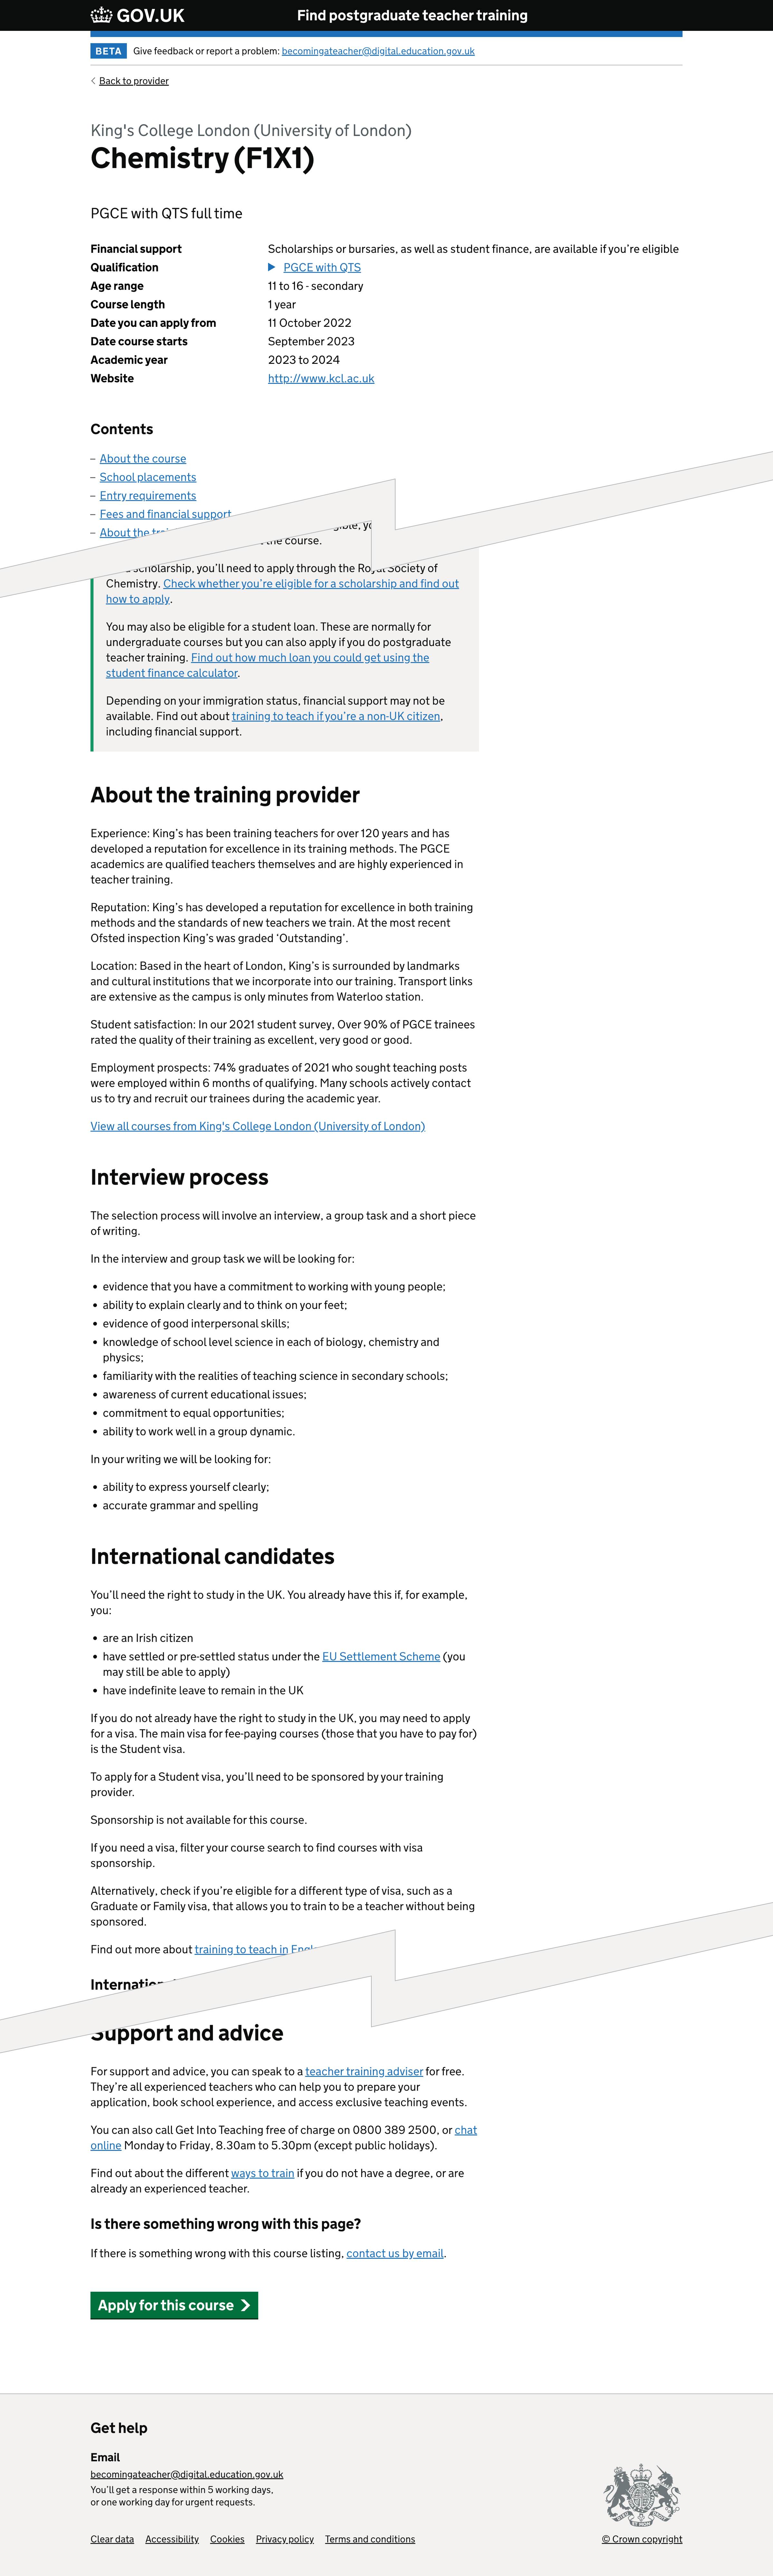 GOV.UK
Find postgraduate teacher training
BETA
Give feedback or report a problem: becomingateacher@digital.education.gov.uk
Back to provider
King's College London (University of London)
Chemistry (F1X1)
PGCE with QTS full time
Financial support Scholarships or bursaries, as well as student finance, are available if you’re eligible
Qualification PGCE with QTS
Age range 11 to 16 - secondary
Course length 1 year
Date you can apply from 11 October 2022
Date course starts September 2023
Academic year 2023 to 2024
Website http://www.kcl.ac.uk
Contents
– About the course
– School placements
– Entry requirements
– Fees and financial support
– About the
the course.
scholarship, you’ll need to apply through the Royal Society of
Chemistry. Check whether you’re eligible for a scholarship and find out
how to apply.
You may also be eligible for a student loan. These are normally for
undergraduate courses but you can also apply if you do postgraduate
teacher training. Find out how much loan you could get using the
student finance calculator.
Depending on your immigration status, financial support may not be
available. Find out about training to teach if you’re a non-UK citizen,
including financial support.
About the training provider
Experience: King’s has been training teachers for over 120 years and has
developed a reputation for excellence in its training methods. The PGCE
academics are qualified teachers themselves and are highly experienced in
teacher training.
Reputation: King’s has developed a reputation for excellence in both training
methods and the standards of new teachers we train. At the most recent
Ofsted inspection King’s was graded ‘Outstanding’.
Location: Based in the heart of London, King’s is surrounded by landmarks
and cultural institutions that we incorporate into our training. Transport links
are extensive as the campus is only minutes from Waterloo station.
Student satisfaction: In our 2021 student survey, Over 90% of PGCE trainees
rated the quality of their training as excellent, very good or good.
Employment prospects: 74% graduates of 2021 who sought teaching posts
were employed within 6 months of qualifying. Many schools actively contact
us to try and recruit our trainees during the academic year.
View all courses from King's College London (University of London)
Interview process
The selection process will involve an interview, a group task and a short piece
of writing.
In the interview and group task we will be looking for:
• evidence that you have a commitment to working with young people;
• ability to explain clearly and to think on your feet;
• evidence of good interpersonal skills;
• knowledge of school level science in each of biology, chemistry and
physics;
• familiarity with the realities of teaching science in secondary schools;
• awareness of current educational issues;
• commitment to equal opportunities;
• ability to work well in a group dynamic.
In your writing we will be looking for:
• ability to express yourself clearly;
• accurate grammar and spelling
International candidates
You’ll need the right to study in the UK. You already have this if, for example,
you:
• are an Irish citizen
• have settled or pre-settled status under the EU Settlement Scheme (you
may still be able to apply)
• have indefinite leave to remain in the UK
If you do not already have the right to study in the UK, you may need to apply
for a visa. The main visa for fee-paying courses (those that you have to pay for)
is the Student visa.
To apply for a Student visa, you’ll need to be sponsored by your training
provider.
Sponsorship is not available for this course.
If you need a visa, filter your course search to find courses with visa
sponsorship.
Alternatively, check if you’re eligible for a different type of visa, such as a
Graduate or Family visa, that allows you to train to be a teacher without being
sponsored.
Find out more about training to teach in
Support and advice
For support and advice, you can speak to a teacher training adviser for free.
They’re all experienced teachers who can help you to prepare your
application, book school experience, and access exclusive teaching events.
You can also call Get Into Teaching free of charge on 0800 389 2500, or chat
online Monday to Friday, 8.30am to 5.30pm (except public holidays).
Find out about the different ways to train if you do not have a degree, or are
already an experienced teacher.
Is there something wrong with this page?
If there is something wrong with this course listing, contact us by email.
Apply for this course
Get help
Email
becomingateacher@digital.education.gov.uk
You’ll get a response within 5 working days,
or one working day for urgent requests.
Clear data Accessibility Cookies Privacy policy Terms and conditions
© Crown copyright